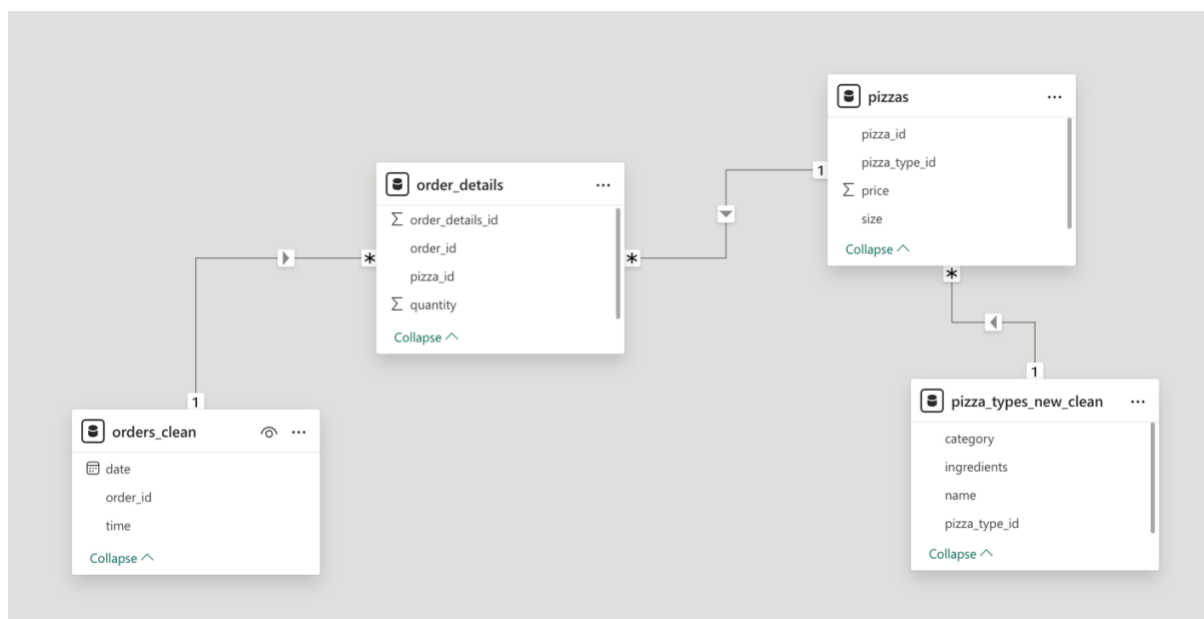 pizzas
pizza_id
pizza_type_id
∑ price
size
Collapse
1
order_details
∑ order_details_id
order_id
pizza_id
∑ quantity
Collapse
*
*
*
1
1
orders_clean
date
order_id
time
Collapse
pizza_types_new_clean
category
ingredients
name
pizza_type_id
Collapse